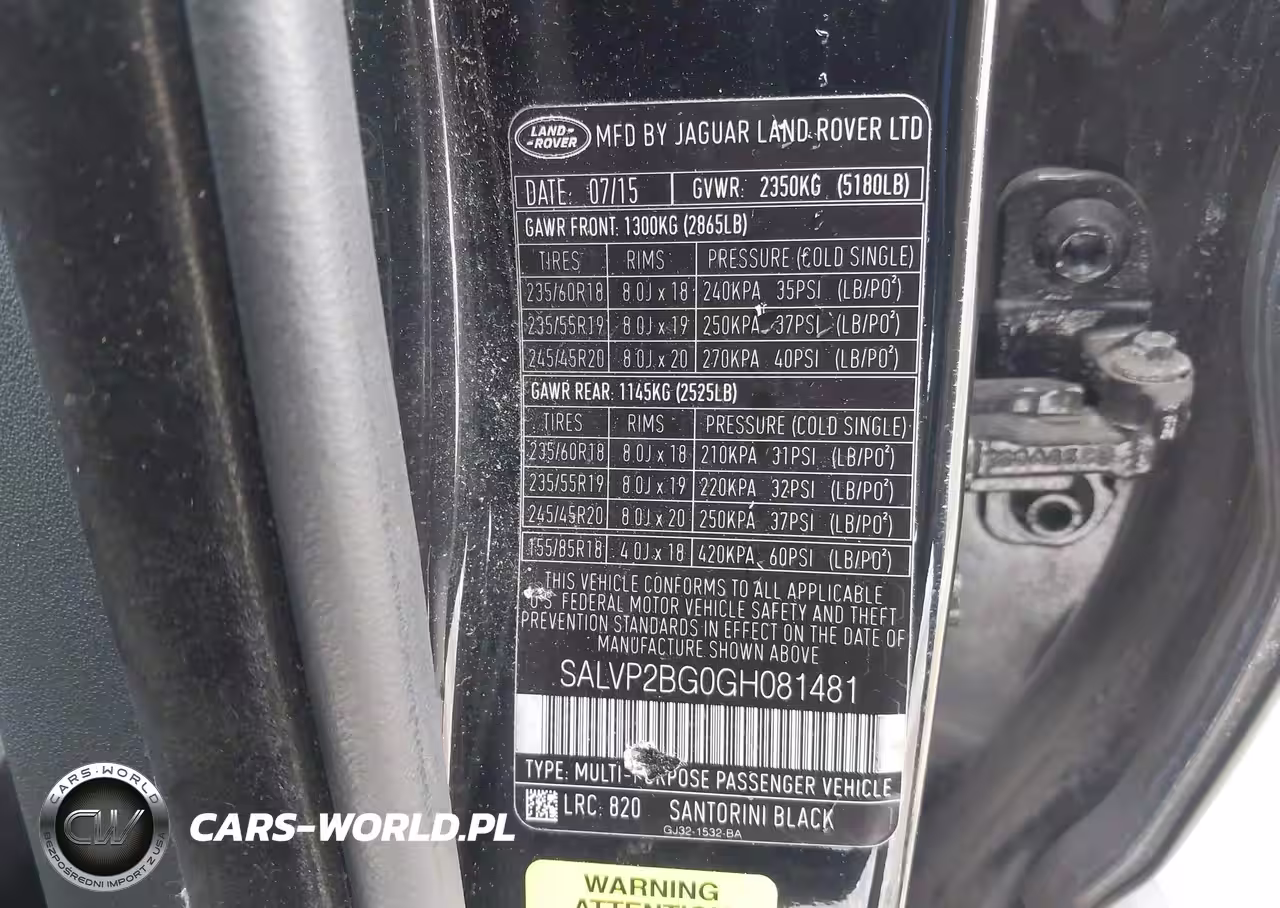 LAND-
-ROVER
MFD BY JAGUAR LAND ROVER LTD
DATE: 07/15 GVWR: 2350KG (5180LB)
GAWR FRONT: 1300KG (2865LB)
TIRES RIMS PRESSURE (COLD SINGLE)
235/60R18 8.0J x 18 240KPA 35PSI (LB/PO²)
235/55R19 8.0J x 19 250KPA 37PSI (LB/PO²)
245/45R20 8.0J x 20 270KPA 40PSI (LB/PO²)
GAWR REAR: 1145KG (2525LB)
TIRES RIMS PRESSURE (COLD SINGLE)
235/60R18 8.0J x 18 210KPA 31PSI (LB/PO²)
235/55R19 8.0J x 19 220KPA 32PSI (LB/PO²)
245/45R20 8.0J x 20 250KPA 37PSI (LB/PO²)
155/85R18 4.0J x 18 420KPA 60PSI (LB/PO²)
THIS VEHICLE CONFORMS TO ALL APPLICABLE
U.S. FEDERAL MOTOR VEHICLE SAFETY AND THEFT
PREVENTION STANDARDS IN EFFECT ON THE DATE OF
MANUFACTURE SHOWN ABOVE
SALVP2BG0GH081481
TYPE: MULTI-PURPOSE PASSENGER VEHICLE
LRC: 820 SANTORINI BLACK
GJ32-1532-BA
WARNING
ATTENTION
CARS-WORLD
CW
BEZPOŚREDNI IMPORT Z USA
CARS-WORLD.PL